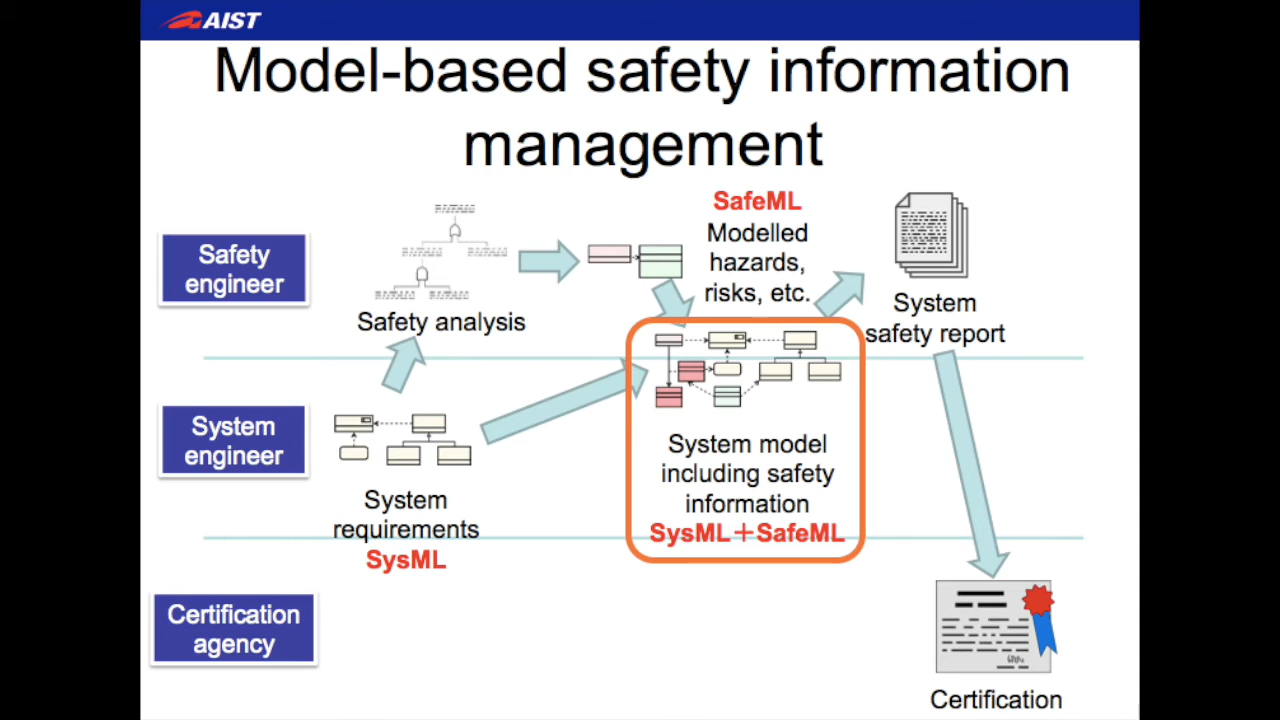 AIST
Model-based safety information
management
Safety
engineer
Safety analysis
SafeML
Modelled
hazards,
risks, etc.
System
safety report
System
engineer
System
requirements
SysML
System model
including safety
information
SysML+SafeML
Certification
agency
Certification